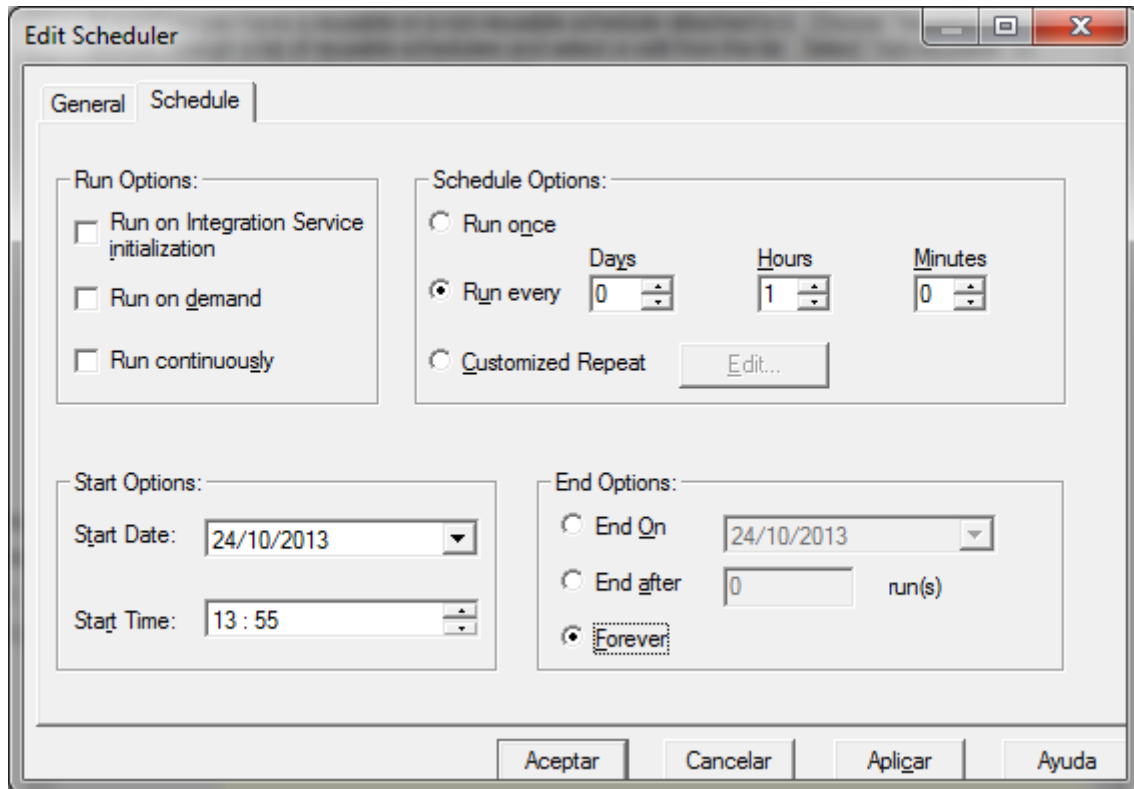 Edit Scheduler
General Schedule
Run Options:
Run on Integration Service
initialization
Run on demand
Run continuously
Schedule Options:
Run once
Days Hours Minutes
Run every 0 1 0
Customized Repeat Edit...
Start Options:
Start Date: 24/10/2013
Start Time: 13 : 55
End Options:
End On 24/10/2013
End after 0 run(s)
Forever
Aceptar Cancelar Aplicar Ayuda